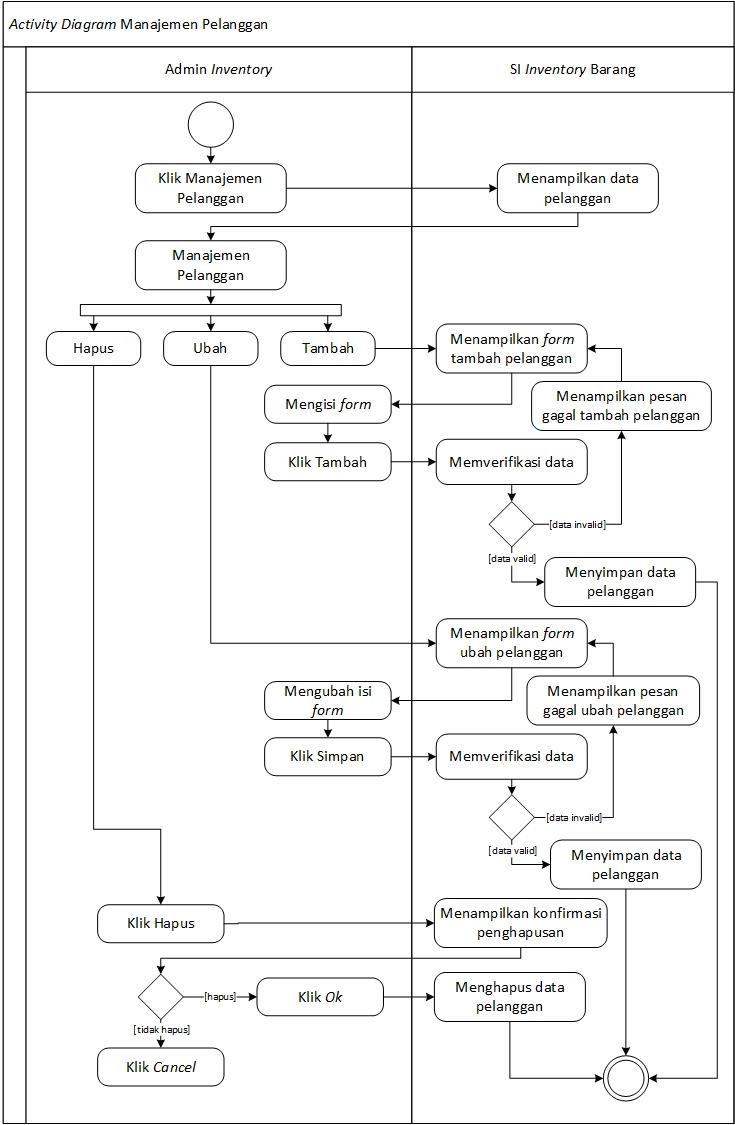 Activity Diagram Manajemen Pelanggan
Admin Inventory
SI Inventory Barang
Klik Manajemen
Pelanggan
Menampilkan data
pelanggan
Manajemen
Pelanggan
Hapus
Ubah
Tambah
Menampilkan form
tambah pelanggan
Menampilkan pesan
gagal tambah pelanggan
Mengisi form
Klik Tambah
Memverifikasi data
[data invalid]
[data valid]
Menyimpan data
pelanggan
Menampilkan form
ubah pelanggan
Menampilkan pesan
gagal ubah pelanggan
Mengubah isi
form
Klik Simpan
Memverifikasi data
[data invalid]
[data valid]
Menyimpan data
pelanggan
Klik Hapus
Menampilkan konfirmasi
penghapusan
[hapus]
Klik Ok
Menghapus data
pelanggan
[tidak hapus]
Klik Cancel